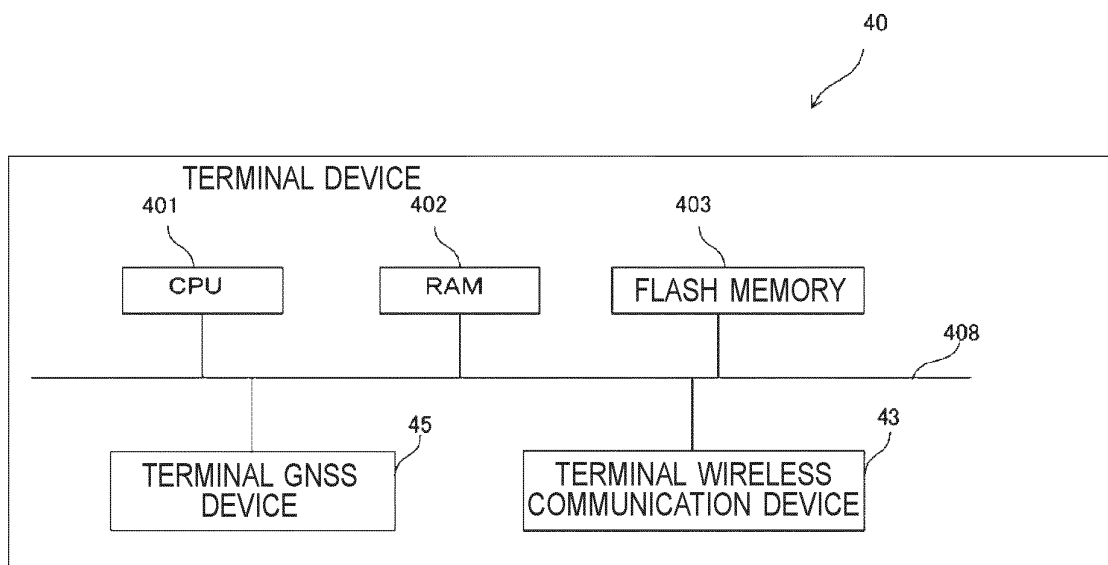 40
TERMINAL DEVICE
401
402
403
CPU
RAM
FLASH MEMORY
408
45
43
TERMINAL GNSS
DEVICE
TERMINAL WIRELESS
COMMUNICATION DEVICE